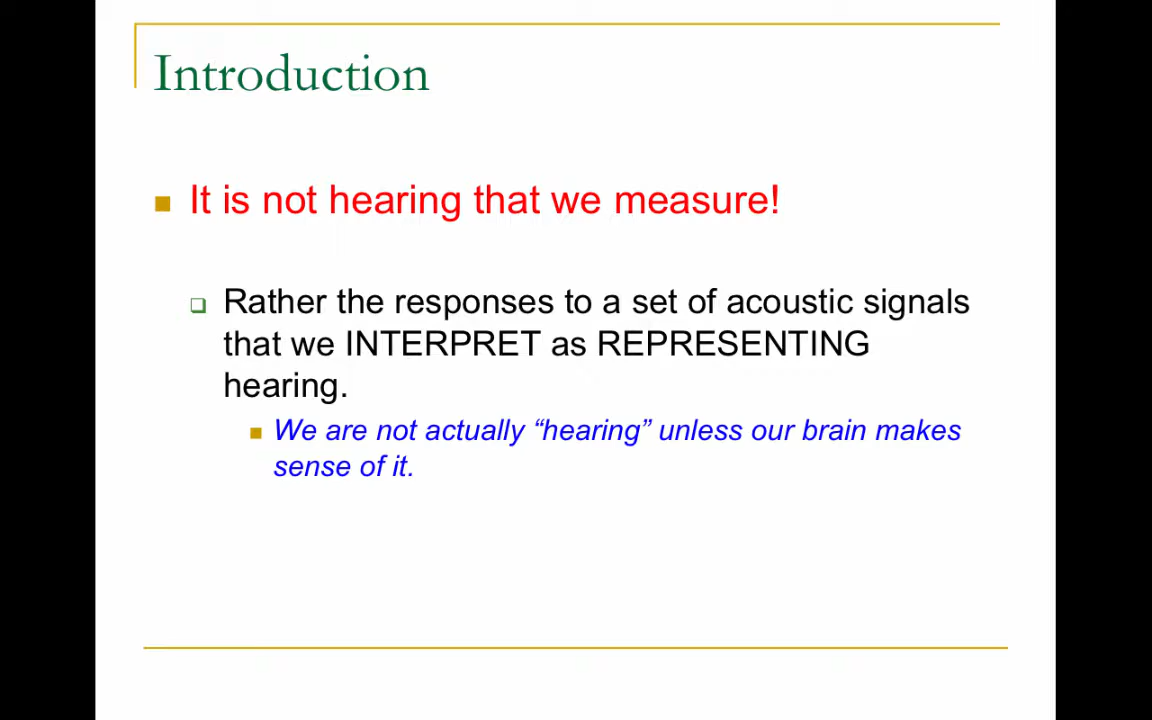 Introduction
It is not hearing that we measure!
Rather the responses to a set of acoustic signals
that we INTERPRET as REPRESENTING
hearing.
We are not actually “hearing” unless our brain makes
sense of it.